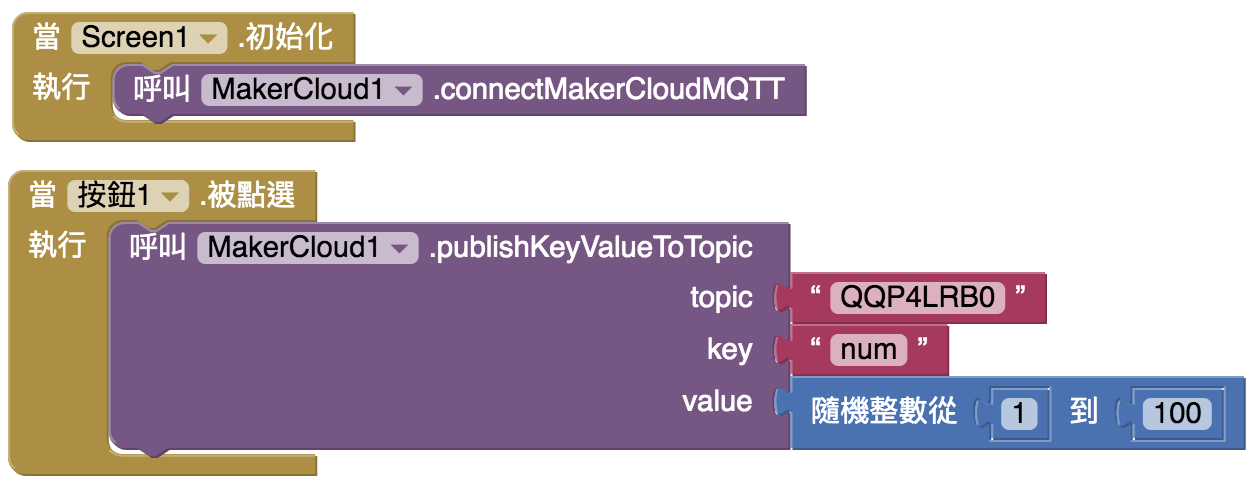 當 Screen1 .初始化
執行 呼叫 MakerCloud1 .connectMakerCloudMQTT
當 按鈕1 .被點選
執行 呼叫 MakerCloud1 .publishKeyValueToTopic
topic “ QQP4LRB0 ”
key “ num ”
value 隨機整數從 1 到 100